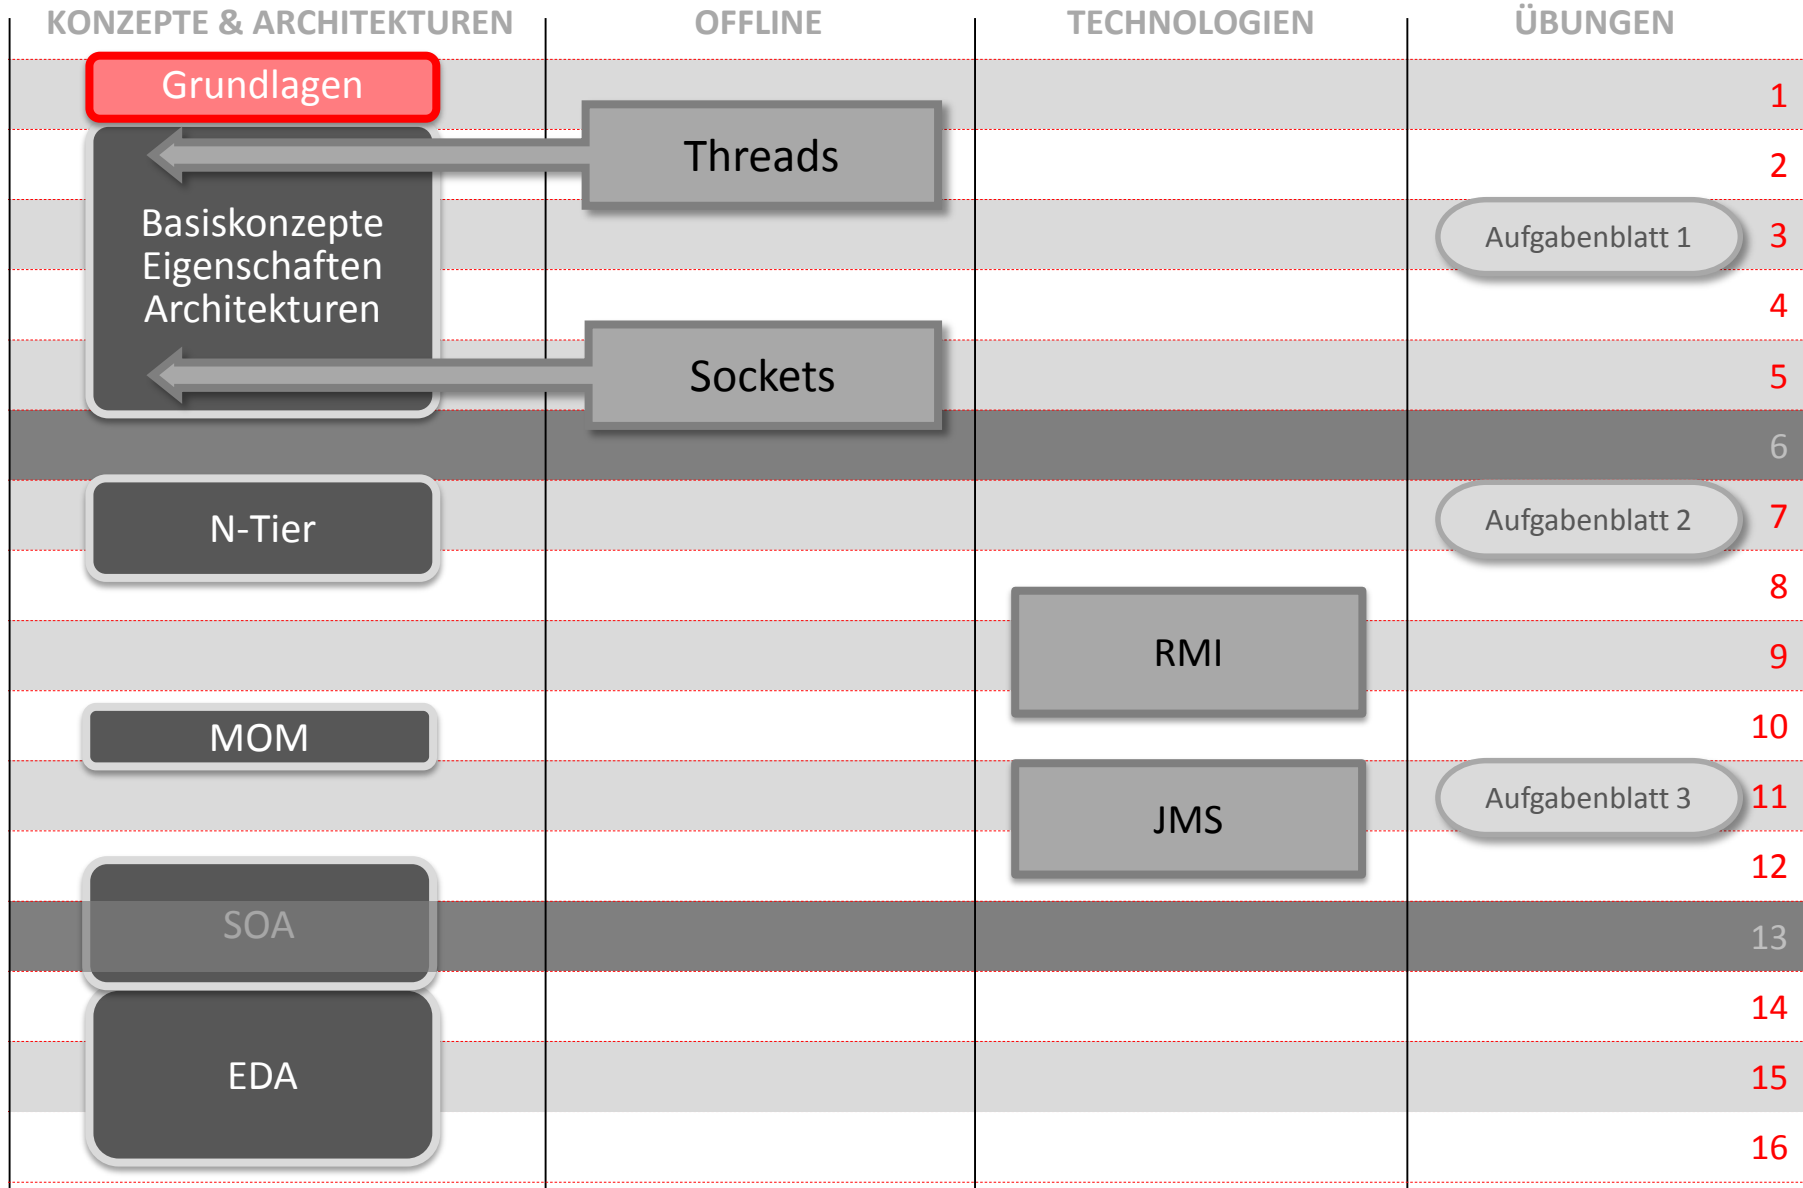 KONZEPTE & ARCHITEKTUREN
OFFLINE
TECHNOLOGIEN
ÜBUNGEN
Grundlagen
1
Threads
2
Basiskonzepte
Eigenschaften
Architekturen
Aufgabenblatt 1
3
4
Sockets
5
6
N-Tier
Aufgabenblatt 2
7
8
RMI
9
MOM
10
JMS
Aufgabenblatt 3
11
12
SOA
13
14
EDA
15
16